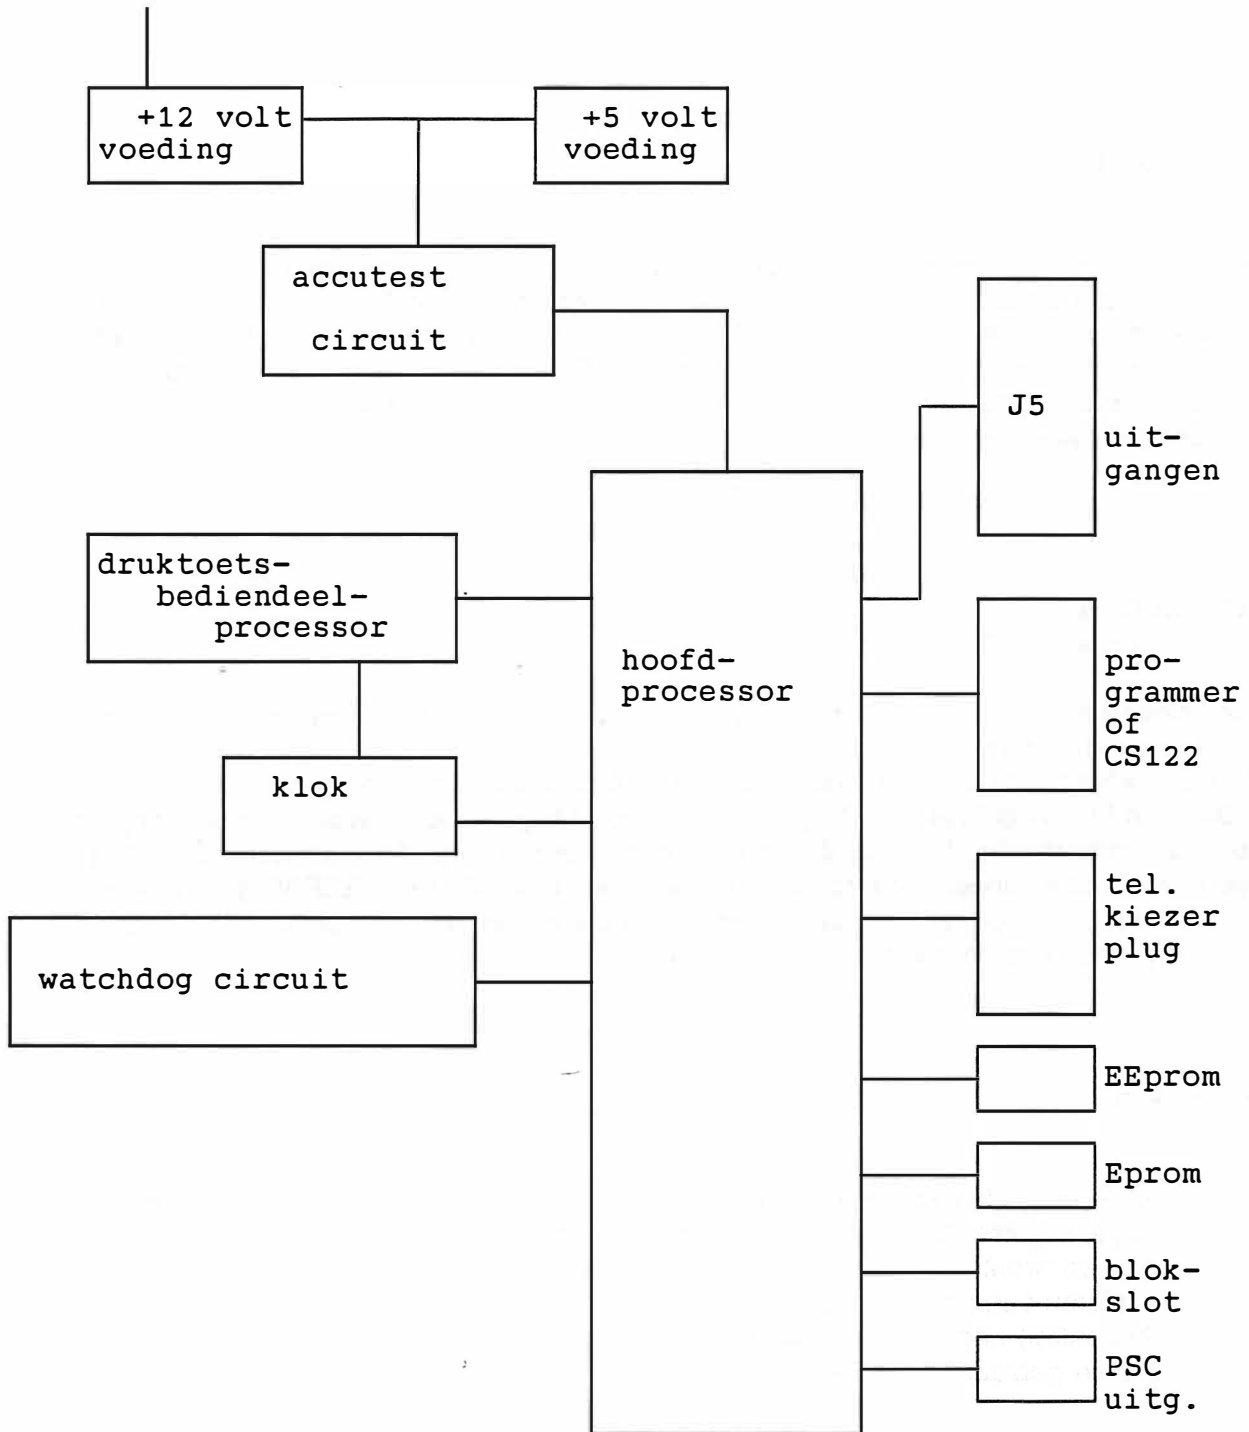 +12 volt
voeding
+5 volt
voeding
accutest
circuit
J5
uit-
gangen
druktoets-
bediendeel-
processor
hoofd-
processor
pro-
grammer
of
CS122
klok
tel.
kiezer
plug
watchdog circuit
EEprom
Eprom
blok-
slot
PSC
uitg.